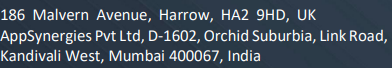 186 Malvern Avenue, Harrow, HA2 9HD, UK
AppSynergies Pvt Ltd, D-1602, Orchid Suburbia, Link Road,
Kandivali West, Mumbai 400067, India